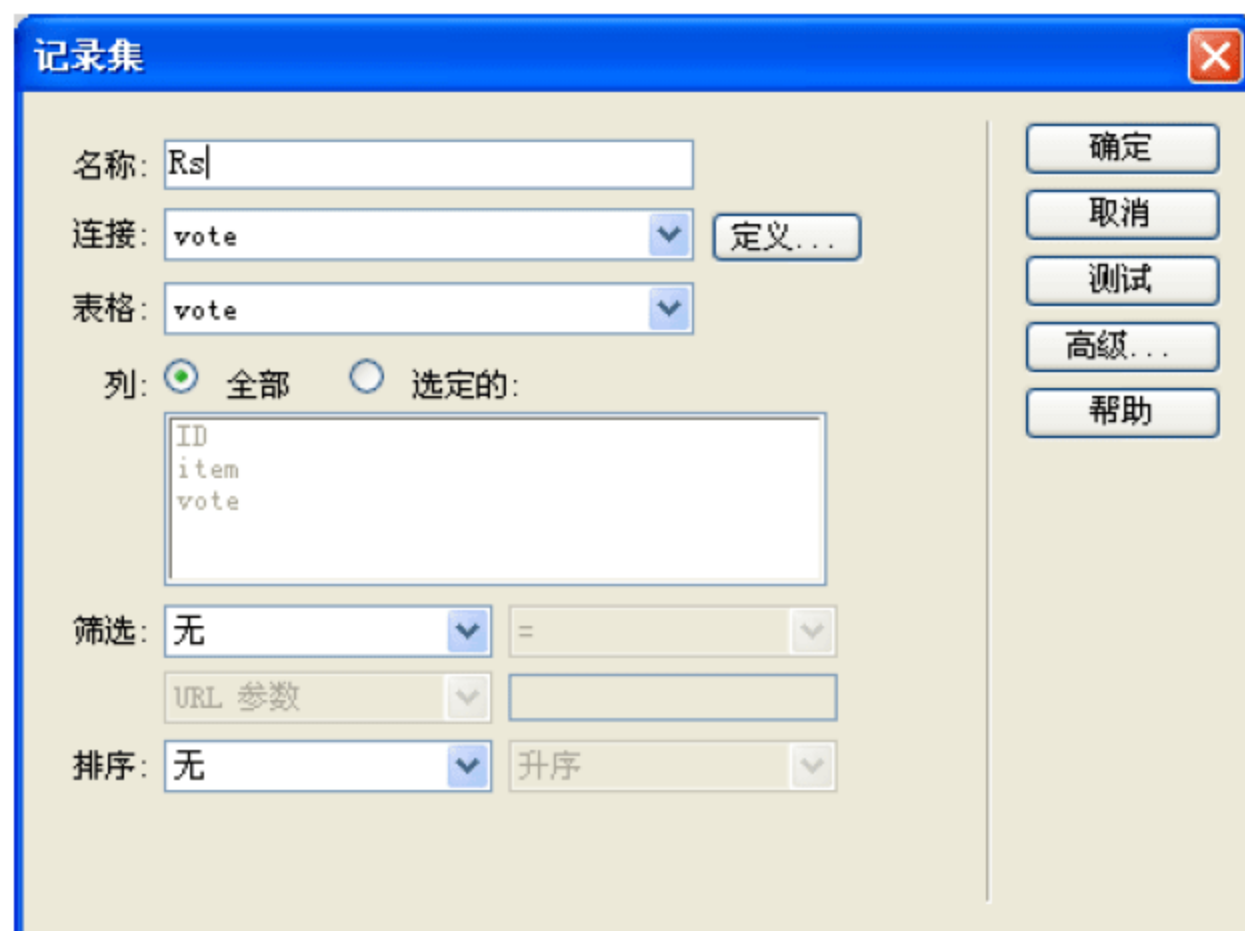 记录集
名称: Rs
确定
连接: vote 定义...
取消
表格: vote
测试
列: 全部 选定的:
高级...
帮助
ID
item
vote
筛选: 无 =
URL 参数
排序: 无 升序